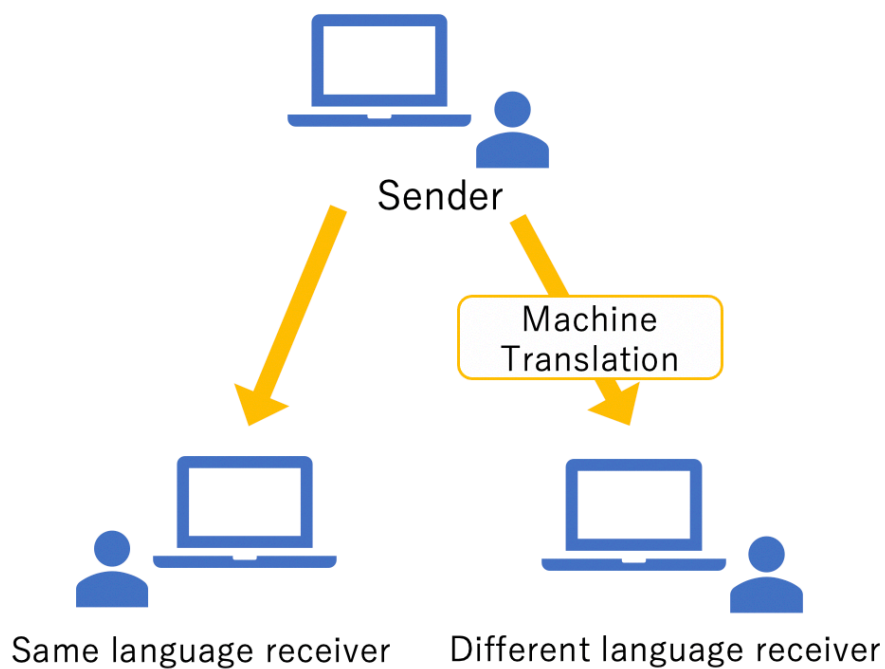 Sender
Machine
Translation
Same language receiver
Different language receiver